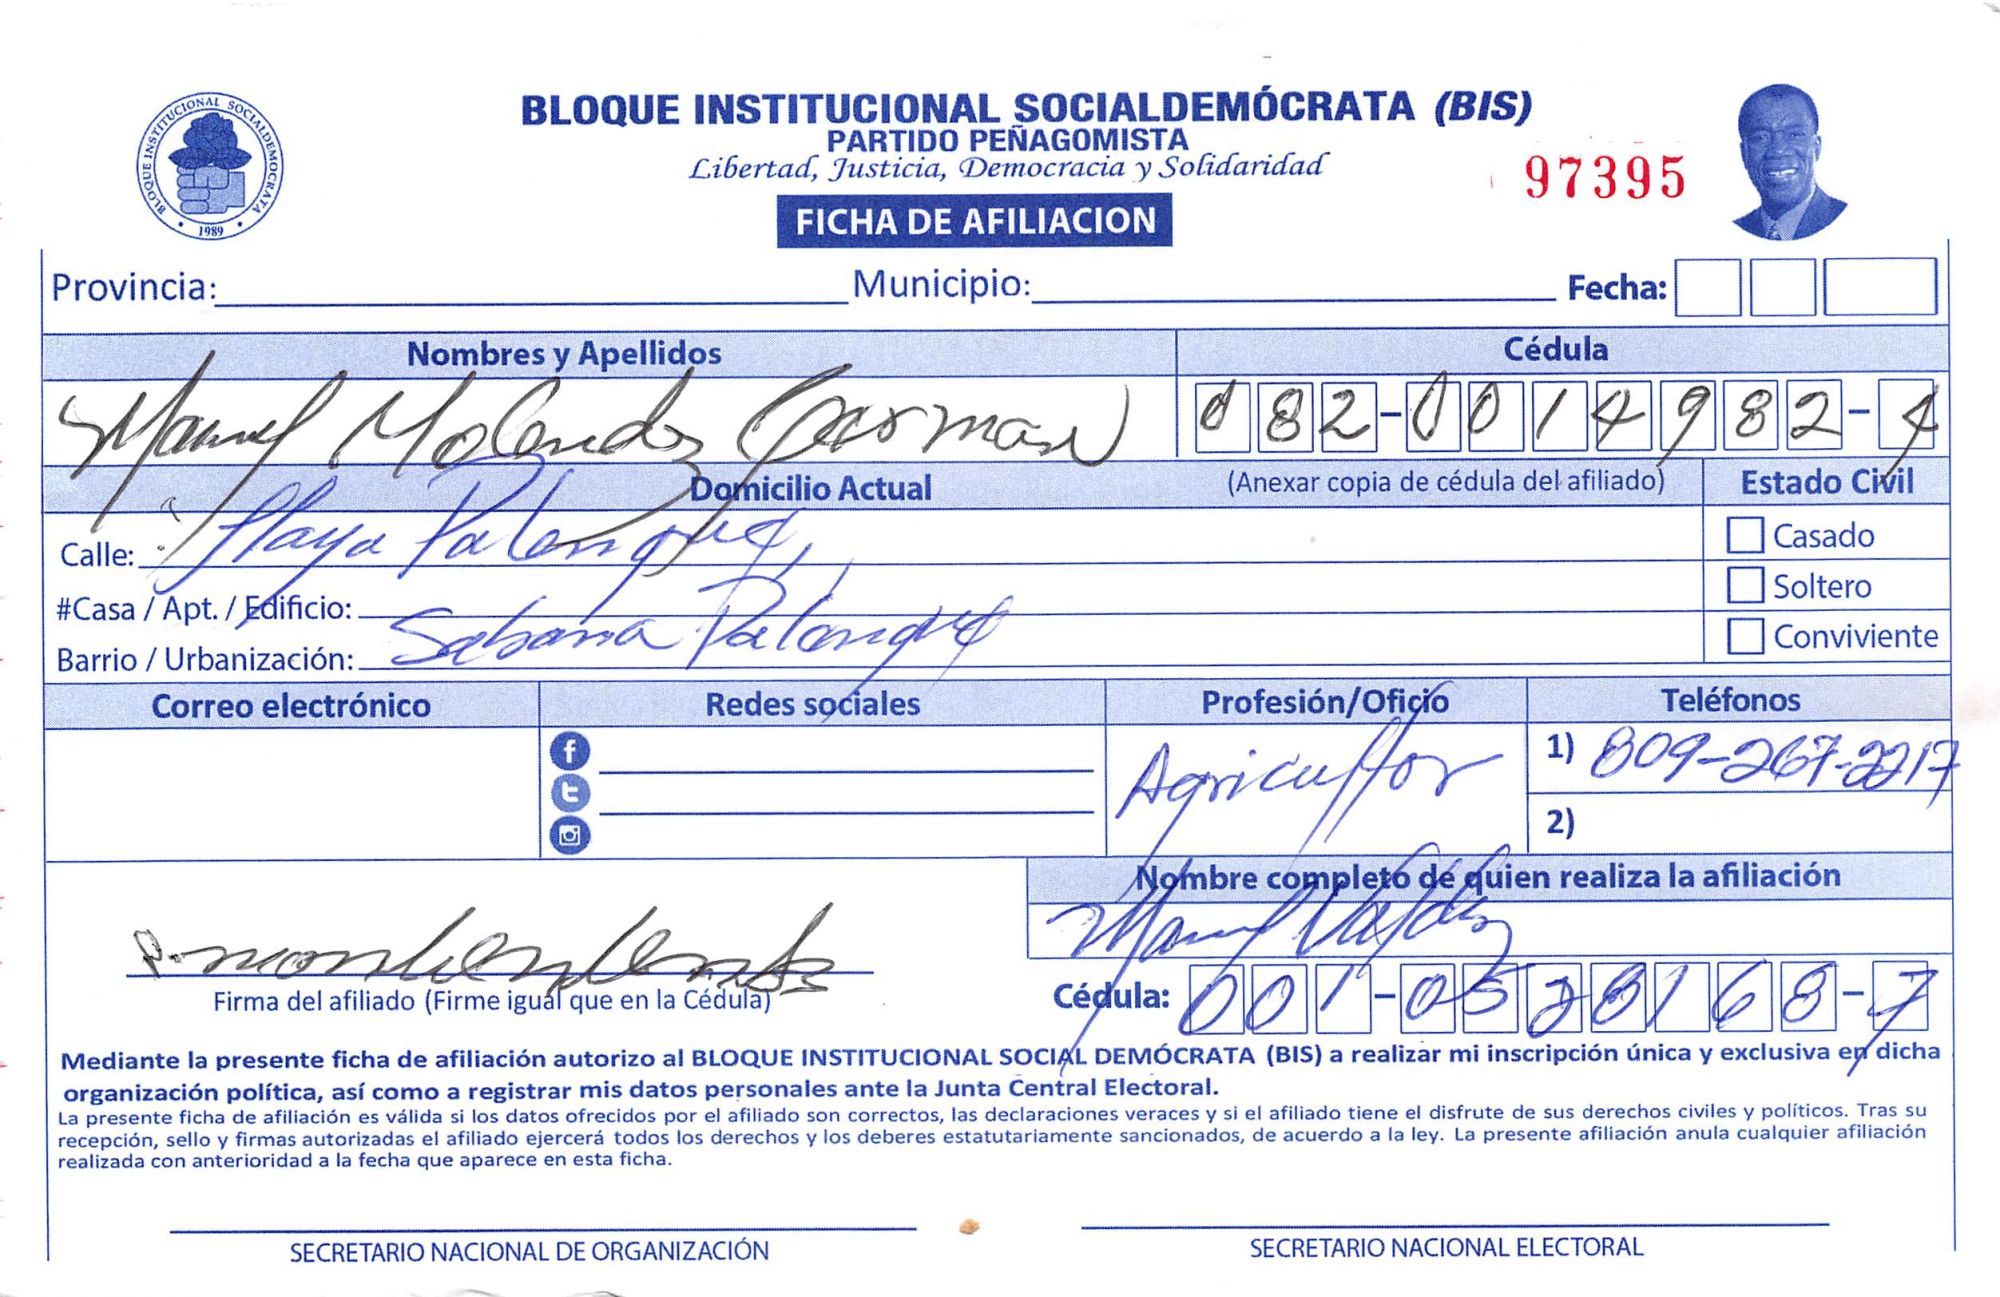 BLOQUE INSTITUCIONAL SOCIALDEMOCRATA
1989
BLOQUE INSTITUCIONAL SOCIALDEMÓCRATA (BIS)
PARTIDO PEÑAGOMISTA
Libertad, Justicia, Democracia y Solidaridad
97395
FICHA DE AFILIACION
Provincia: Municipio: Fecha:
Nombres y Apellidos Cédula
Manuel Molendez German 082-0014982-4
Domicilio Actual (Anexar copia de cédula del afiliado) Estado Civil
Calle: Playa Palenque, Casado
#Casa / Apt. / Edificio: Soltero
Barrio / Urbanización: Sabana Palenque Conviviente
Correo electrónico Redes sociales Profesión/Oficio Teléfonos
Agricultor 1) 809-267-2217
2)
Nombre completo de quien realiza la afiliación
Manuel Valdez
Firma del afiliado (Firme igual que en la Cédula)
Cédula: 001-0528168-7
Mediante la presente ficha de afiliación autorizo al BLOQUE INSTITUCIONAL SOCIAL DEMÓCRATA (BIS) a realizar mi inscripción única y exclusiva en dicha
organización política, así como a registrar mis datos personales ante la Junta Central Electoral.
La presente ficha de afiliación es válida si los datos ofrecidos por el afiliado son correctos, las declaraciones veraces y si el afiliado tiene el disfrute de sus derechos civiles y políticos. Tras su
recepción, sello y firmas autorizadas el afiliado ejercerá todos los derechos y los deberes estatutariamente sancionados, de acuerdo a la ley. La presente afiliación anula cualquier afiliación
realizada con anterioridad a la fecha que aparece en esta ficha.
SECRETARIO NACIONAL DE ORGANIZACIÓN SECRETARIO NACIONAL ELECTORAL